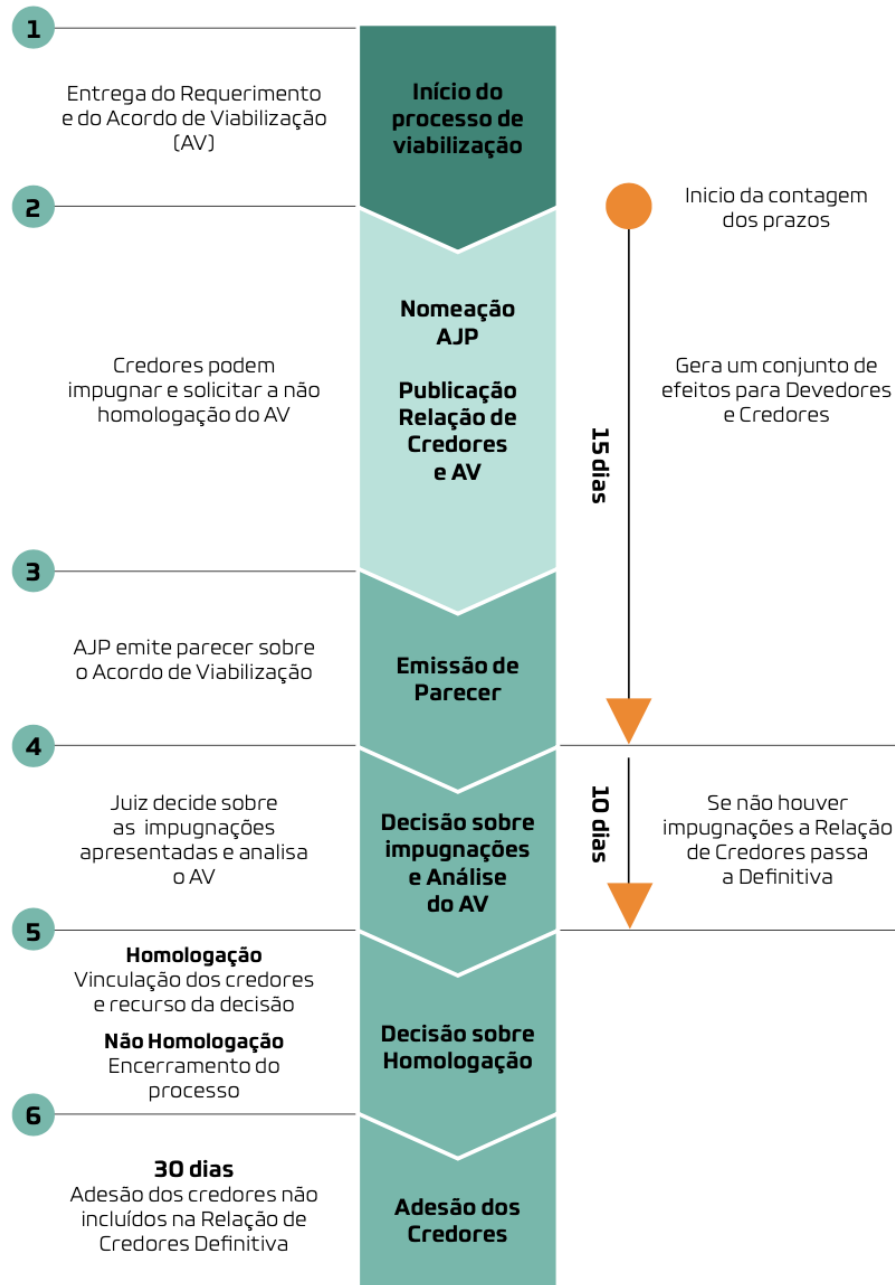 1
Entrega do Requerimento
e do Acordo de Viabilização
(AV)
Início do
processo de
viabilização
2
Inicio da contagem
dos prazos
Credores podem
impugnar e solicitar a não
homologação do AV
Nomeação
AJP
Publicação
Relação de
Credores
e AV
15 dias
Gera um conjunto de
efeitos para Devedores
e Credores
3
AJP emite parecer sobre
o Acordo de Viabilização
Emissão de
Parecer
4
Juiz decide sobre
as impugnações
apresentadas e analisa
o AV
Decisão sobre
impugnações
e Análise
do AV
10 dias
Se não houver
impugnações a Relação
de Credores passa
a Definitiva
5
Homologação
Vinculação dos credores
e recurso da decisão
Não Homologação
Encerramento do
processo
Decisão sobre
Homologação
6
30 dias
Adesão dos credores não
incluídos na Relação de
Credores Definitiva
Adesão dos
Credores